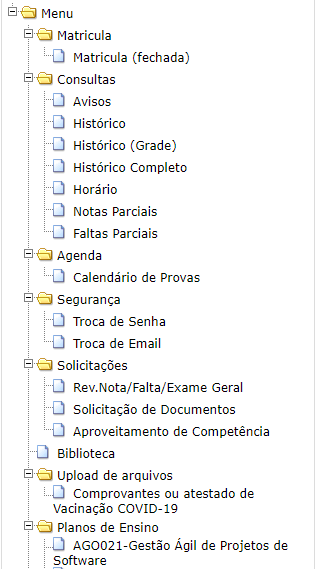 Menu
Matricula
Matricula (fechada)
Consultas
Avisos
Histórico
Histórico (Grade)
Histórico Completo
Horário
Notas Parciais
Faltas Parciais
Agenda
Calendário de Provas
Segurança
Troca de Senha
Troca de Email
Solicitações
Rev.Nota/Falta/Exame Geral
Solicitação de Documentos
Aproveitamento de Competência
Biblioteca
Upload de arquivos
Comprovantes ou atestado de
Vacinação COVID-19
Planos de Ensino
AGO021-Gestão Ágil de Projetos de
Software